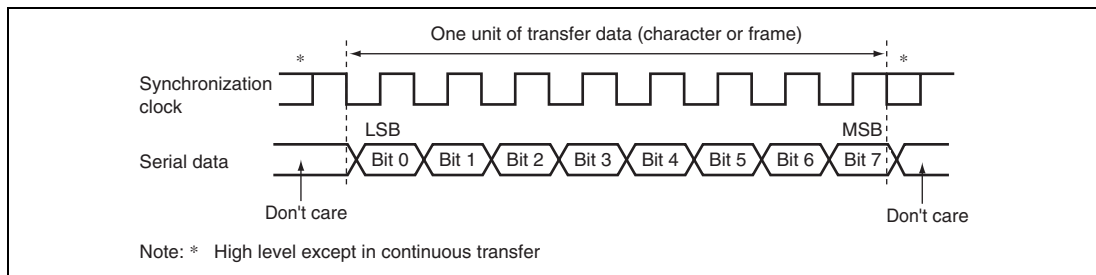 One unit of transfer data (character or frame)
* *
Synchronization
clock
LSB MSB
Serial data Bit 0 Bit 1 Bit 2 Bit 3 Bit 4 Bit 5 Bit 6 Bit 7
Don't care Don't care
Note: * High level except in continuous transfer